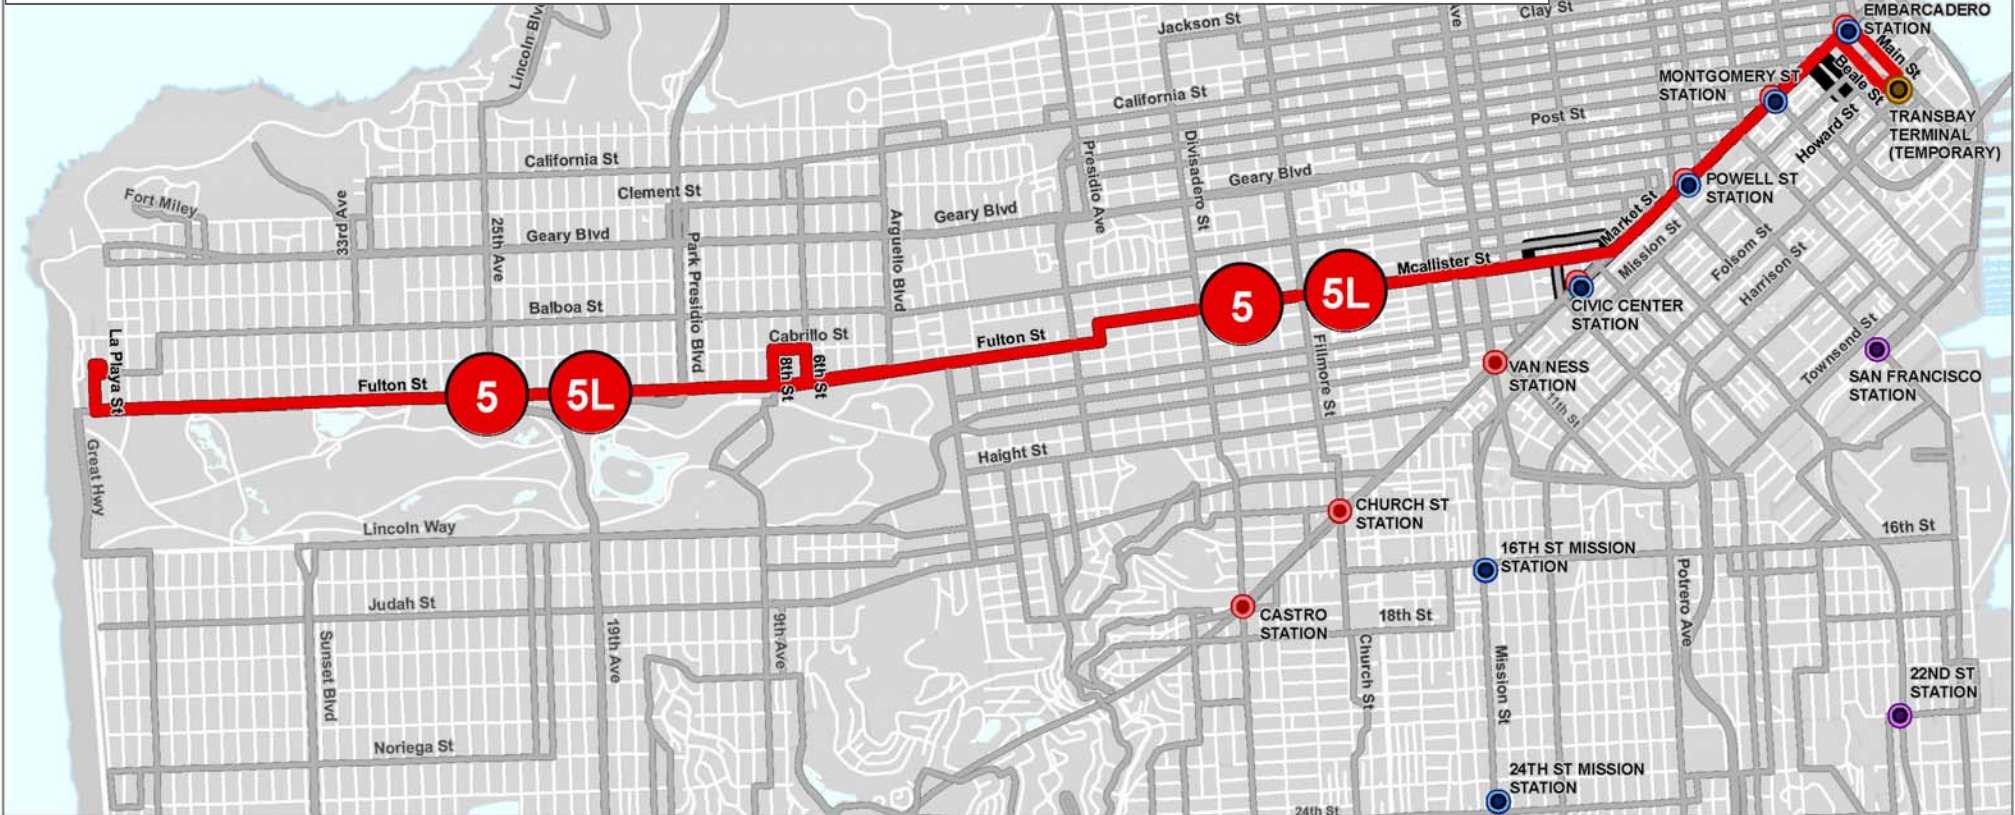 Lincoln Blvd
Jackson St
Ave
Clay St
EMBARCADERO
STATION
Main St
Beale St
MONTGOMERY ST
STATION
TRANSBAY
TERMINAL
(TEMPORARY)
Howard St
California St
Post St
California St
Clement St
Geary Blvd
Geary Blvd
Geary Blvd
Fort Miley
33rd Ave
25th Ave
Park Presidio Blvd
Arguello Blvd
Presidio Ave
Divisadero St
POWELL ST
STATION
Market St
Mission St
Folsom St
Harrison St
Mcallister St
5
5L
CIVIC CENTER
STATION
Balboa St
Cabrillo St
8th St
6th St
Fulton St
La Playa St
Fulton St
5
5L
Fillmore St
VAN NESS
STATION
11th St
Townsend St
SAN FRANCISCO
STATION
Great Hwy
Haight St
Lincoln Way
CHURCH ST
STATION
16TH ST MISSION
STATION
16th St
Potrero Ave
Judah St
Sunset Blvd
19th Ave
9th Ave
CASTRO
STATION
18th St
Church St
Mission St
22ND ST
STATION
Noriega St
24TH ST MISSION
STATION
24th St